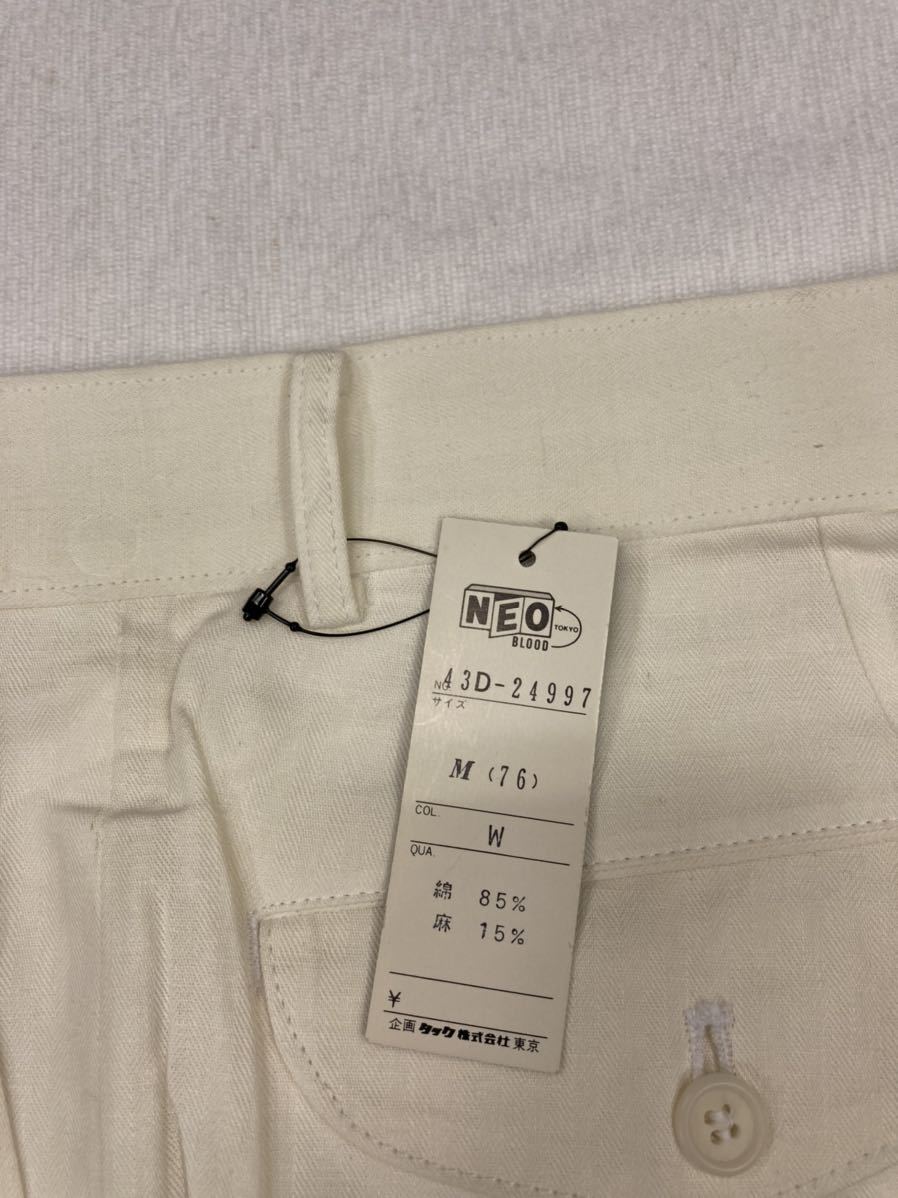 NEO
TOKYO
BLOOD
NO 43D-24997
サイズ
M (76)
COL.
W
QUA.
綿 85%
麻 15%
¥
企画 タック株式会社 東京